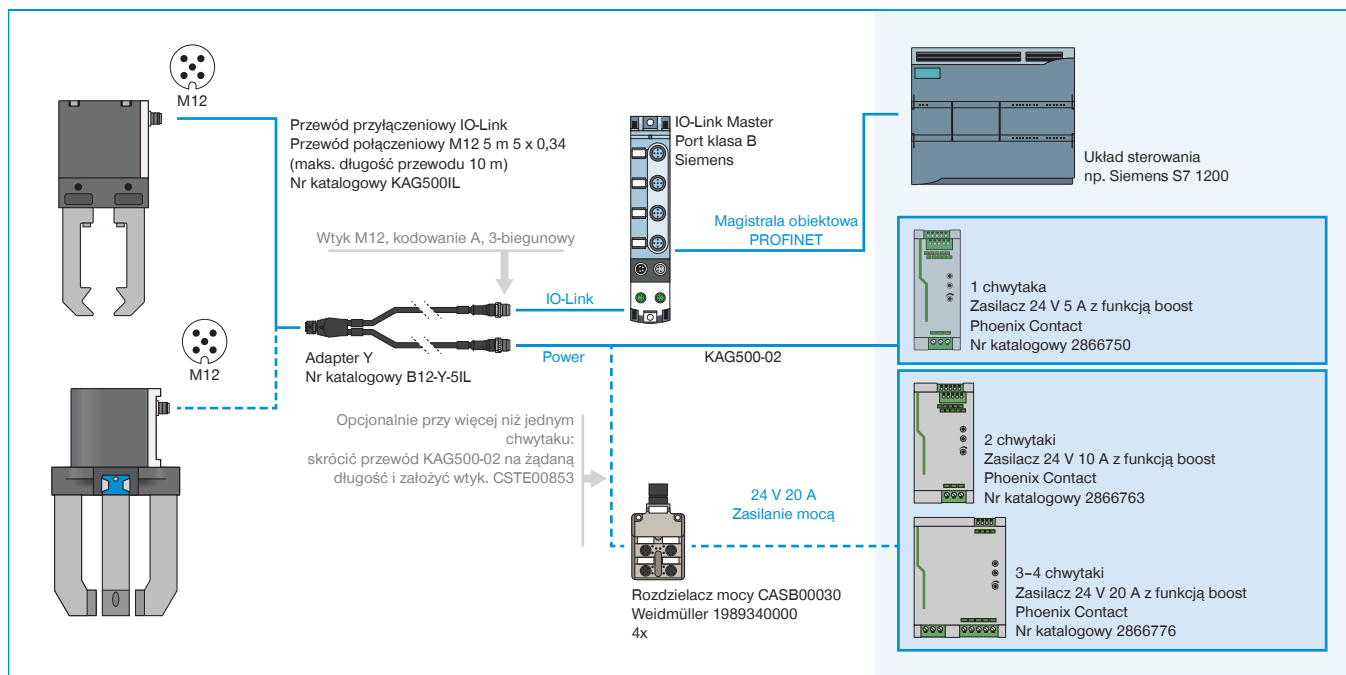 M12
Przewód przyłączeniowy IO-Link
Przewód połączeniowy M12 5 m 5 x 0,34
(maks. długość przewodu 10 m)
Nr katalogowy KAG500IL
IO-Link Master
Port klasa B
Siemens
Układ sterowania
np. Siemens S7 1200
Magistrala obiektowa
PROFINET
Wtyk M12, kodowanie A, 3-biegunowy
IO-Link
1 chwytaka
Zasilacz 24 V 5 A z funkcją boost
Phoenix Contact
Nr katalogowy 2866750
M12
Adapter Y
Nr katalogowy B12-Y-5IL
Power
KAG500-02
Opcjonalnie przy więcej niż jednym
chwytaku:
skrócić przewód KAG500-02 na żądaną
długość i założyć wtyk. CSTE00853
2 chwytaki
Zasilacz 24 V 10 A z funkcją boost
Phoenix Contact
Nr katalogowy 2866763
24 V 20 A
Zasilanie mocą
Rozdzielacz mocy CASB00030
Weidmüller 1989340000
4x
3–4 chwytaki
Zasilacz 24 V 20 A z funkcją boost
Phoenix Contact
Nr katalogowy 2866776